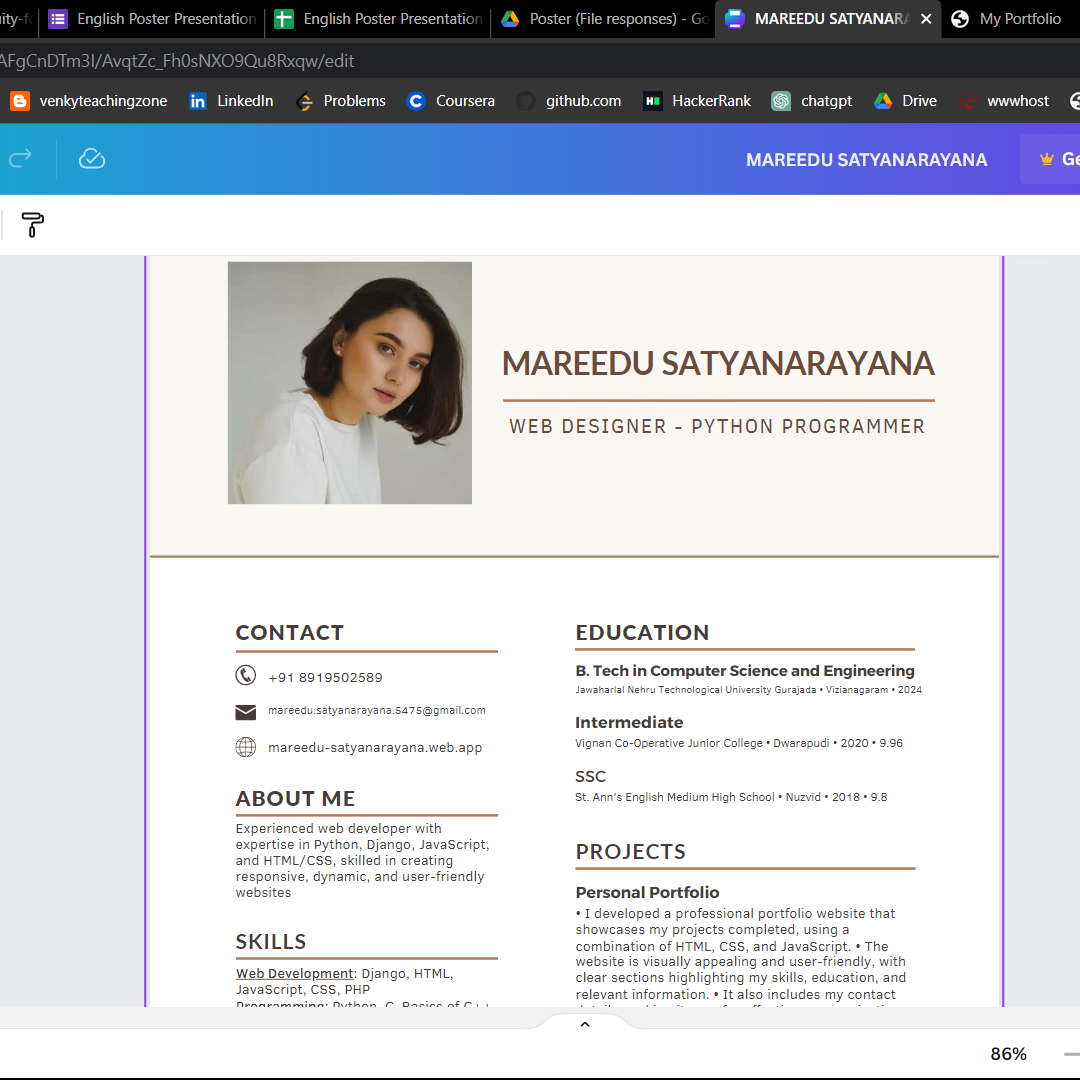 English Poster Presentation
English Poster Presentation
Poster (File responses) - Go
MAREEDU SATYANARA
My Portfolio
AFgCnDTm3I/AvqtZc_Fh0sNXO9Qu8Rxqw/edit
venkyteachingzone
LinkedIn
Problems
Coursera
github.com
HackerRank
chatgpt
Drive
wwwhost
MAREEDU SATYANARAYANA
Ge
MAREEDU SATYANARAYANA
WEB DESIGNER - PYTHON PROGRAMMER
CONTACT
+91 8919502589
mareedu.satyanarayana.5475@gmail.com
mareedu-satyanarayana.web.app
ABOUT ME
Experienced web developer with
expertise in Python, Django, JavaScript,
and HTML/CSS, skilled in creating
responsive, dynamic, and user-friendly
websites
SKILLS
Web Development: Django, HTML,
JavaScript, CSS, PHP
Programming: Python, C, Basics of C++
EDUCATION
B. Tech in Computer Science and Engineering
Jawaharlal Nehru Technological University Gurajada • Vizianagaram • 2024
Intermediate
Vignan Co-Operative Junior College • Dwarapudi • 2020 • 9.96
SSC
St. Ann's English Medium High School • Nuzvid • 2018 • 9.8
PROJECTS
Personal Portfolio
• I developed a professional portfolio website that
showcases my projects completed, using a
combination of HTML, CSS, and JavaScript. • The
website is visually appealing and user-friendly, with
clear sections highlighting my skills, education, and
relevant information. • It also includes my contact
86%